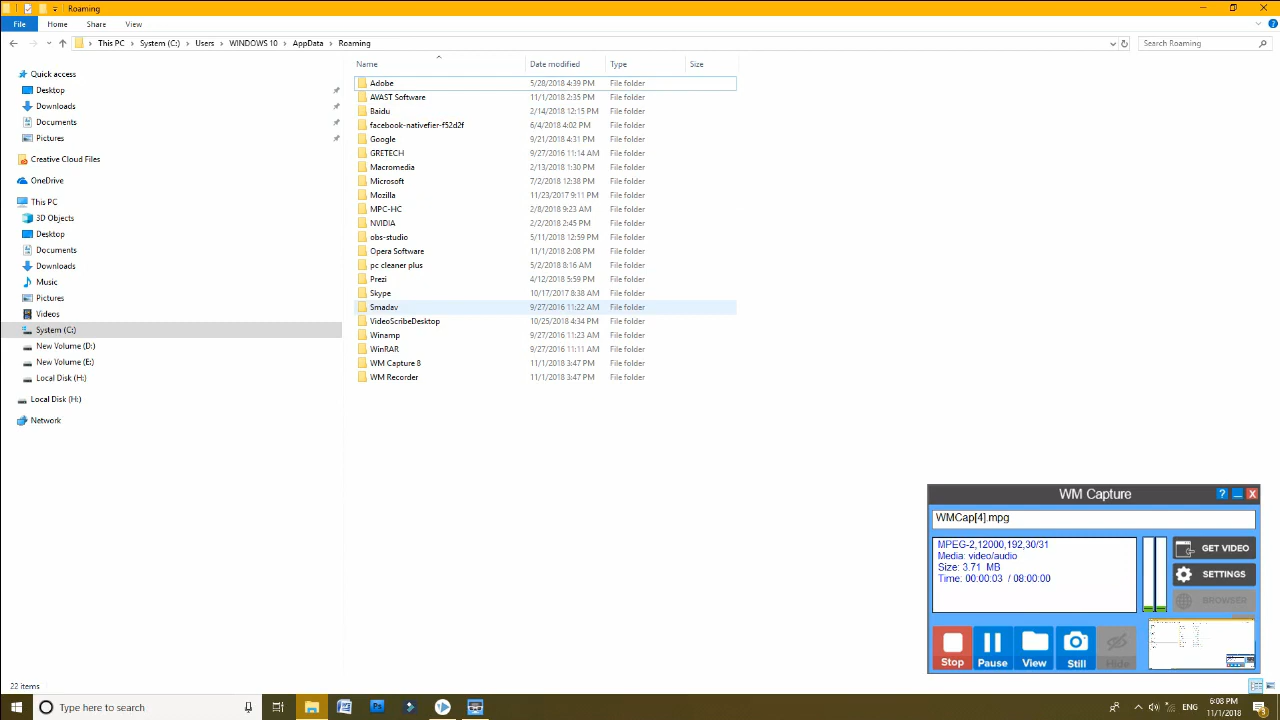 Roaming
File Home Share View
This PC System (C:) Users WINDOWS 10 AppData Roaming
Search Roaming
Name Date modified Type Size
Quick access
Desktop
Downloads
Documents
Pictures
Creative Cloud Files
OneDrive
This PC
3D Objects
Desktop
Documents
Downloads
Music
Pictures
Videos
System (C:)
New Volume (D:)
New Volume (E:)
Local Disk (H:)
Local Disk (H:)
Network
Adobe 5/28/2018 4:39 PM File folder
AVAST Software 11/1/2018 2:35 PM File folder
Baidu 2/14/2018 12:15 PM File folder
facebook-nativefier-f52d2f 6/4/2018 4:02 PM File folder
Google 9/21/2018 4:31 PM File folder
GRETECH 9/27/2016 11:14 AM File folder
Macromedia 2/13/2018 1:30 PM File folder
Microsoft 7/2/2018 12:38 PM File folder
Mozilla 11/23/2017 9:11 PM File folder
MPC-HC 2/8/2018 9:23 AM File folder
NVIDIA 2/2/2018 2:45 PM File folder
obs-studio 5/11/2018 12:59 PM File folder
Opera Software 11/1/2018 2:08 PM File folder
pc cleaner plus 5/2/2018 8:16 AM File folder
Prezi 4/12/2018 5:59 PM File folder
Skype 10/17/2017 8:38 AM File folder
Smadav 9/27/2016 11:22 AM File folder
VideoScribeDesktop 10/25/2018 4:34 PM File folder
Winamp 9/27/2016 11:23 AM File folder
WinRAR 9/27/2016 11:11 AM File folder
WM Capture 8 11/1/2018 3:47 PM File folder
WM Recorder 11/1/2018 3:47 PM File folder
WM Capture
WMCap[4].mpg
MPEG-2,12000,192,30/31
Media: video/audio
Size: 3.71 MB
Time: 00:00:03 / 08:00:00
GET VIDEO
SETTINGS
BROWSER
Stop Pause View Still Hide
22 items
Type here to search
ENG
6:08 PM
11/1/2018